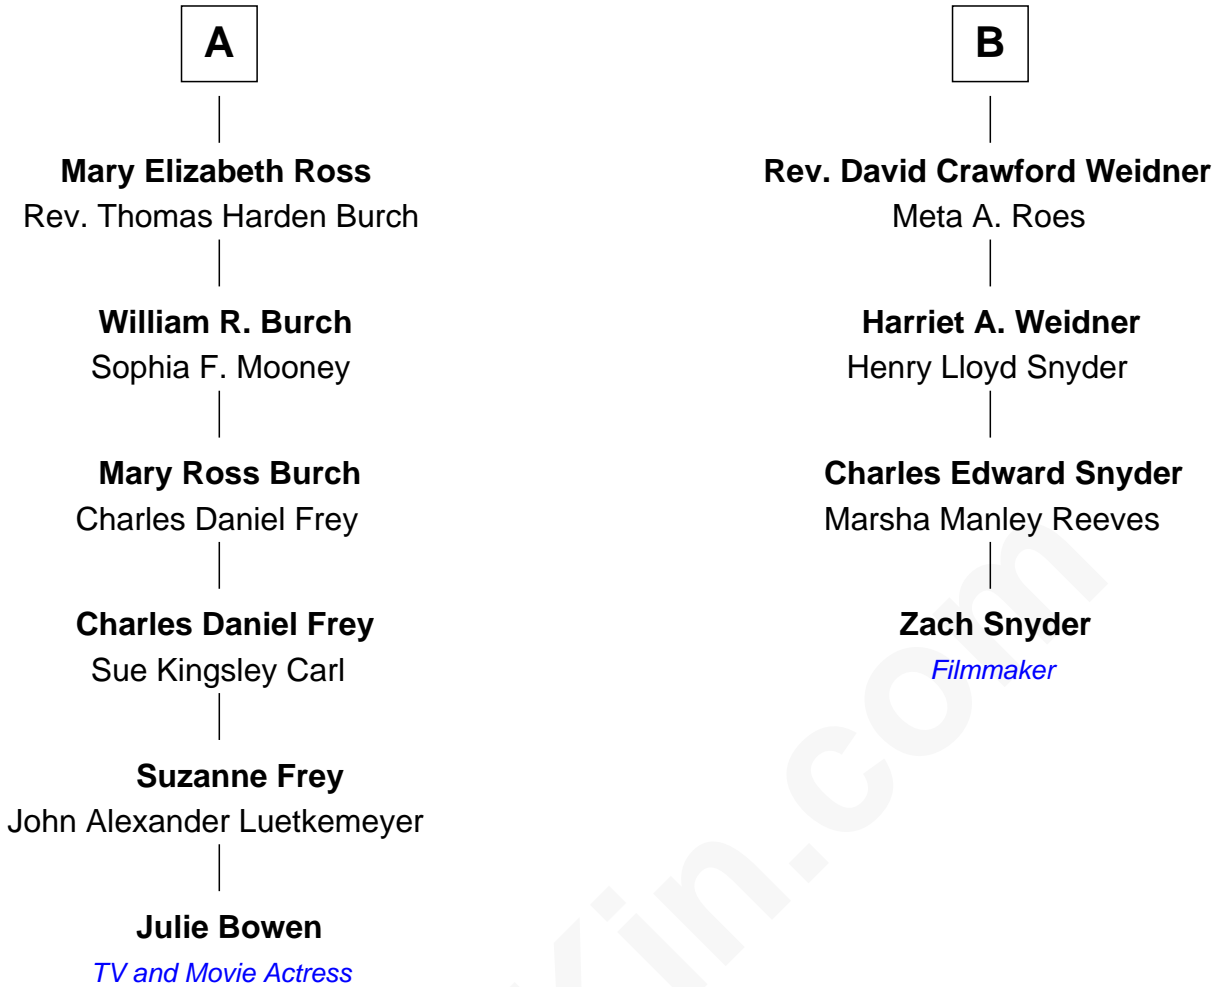 A
Mary Elizabeth Ross
Rev. Thomas Harden Burch
William R. Burch
Sophia F. Mooney
Mary Ross Burch
Charles Daniel Frey
Charles Daniel Frey
Sue Kingsley Carl
Suzanne Frey
John Alexander Luetkemeyer
Julie Bowen
TV and Movie Actress
B
Rev. David Crawford Weidner
Meta A. Roes
Harriet A. Weidner
Henry Lloyd Snyder
Charles Edward Snyder
Marsha Manley Reeves
Zach Snyder
Filmmaker
Kin.com